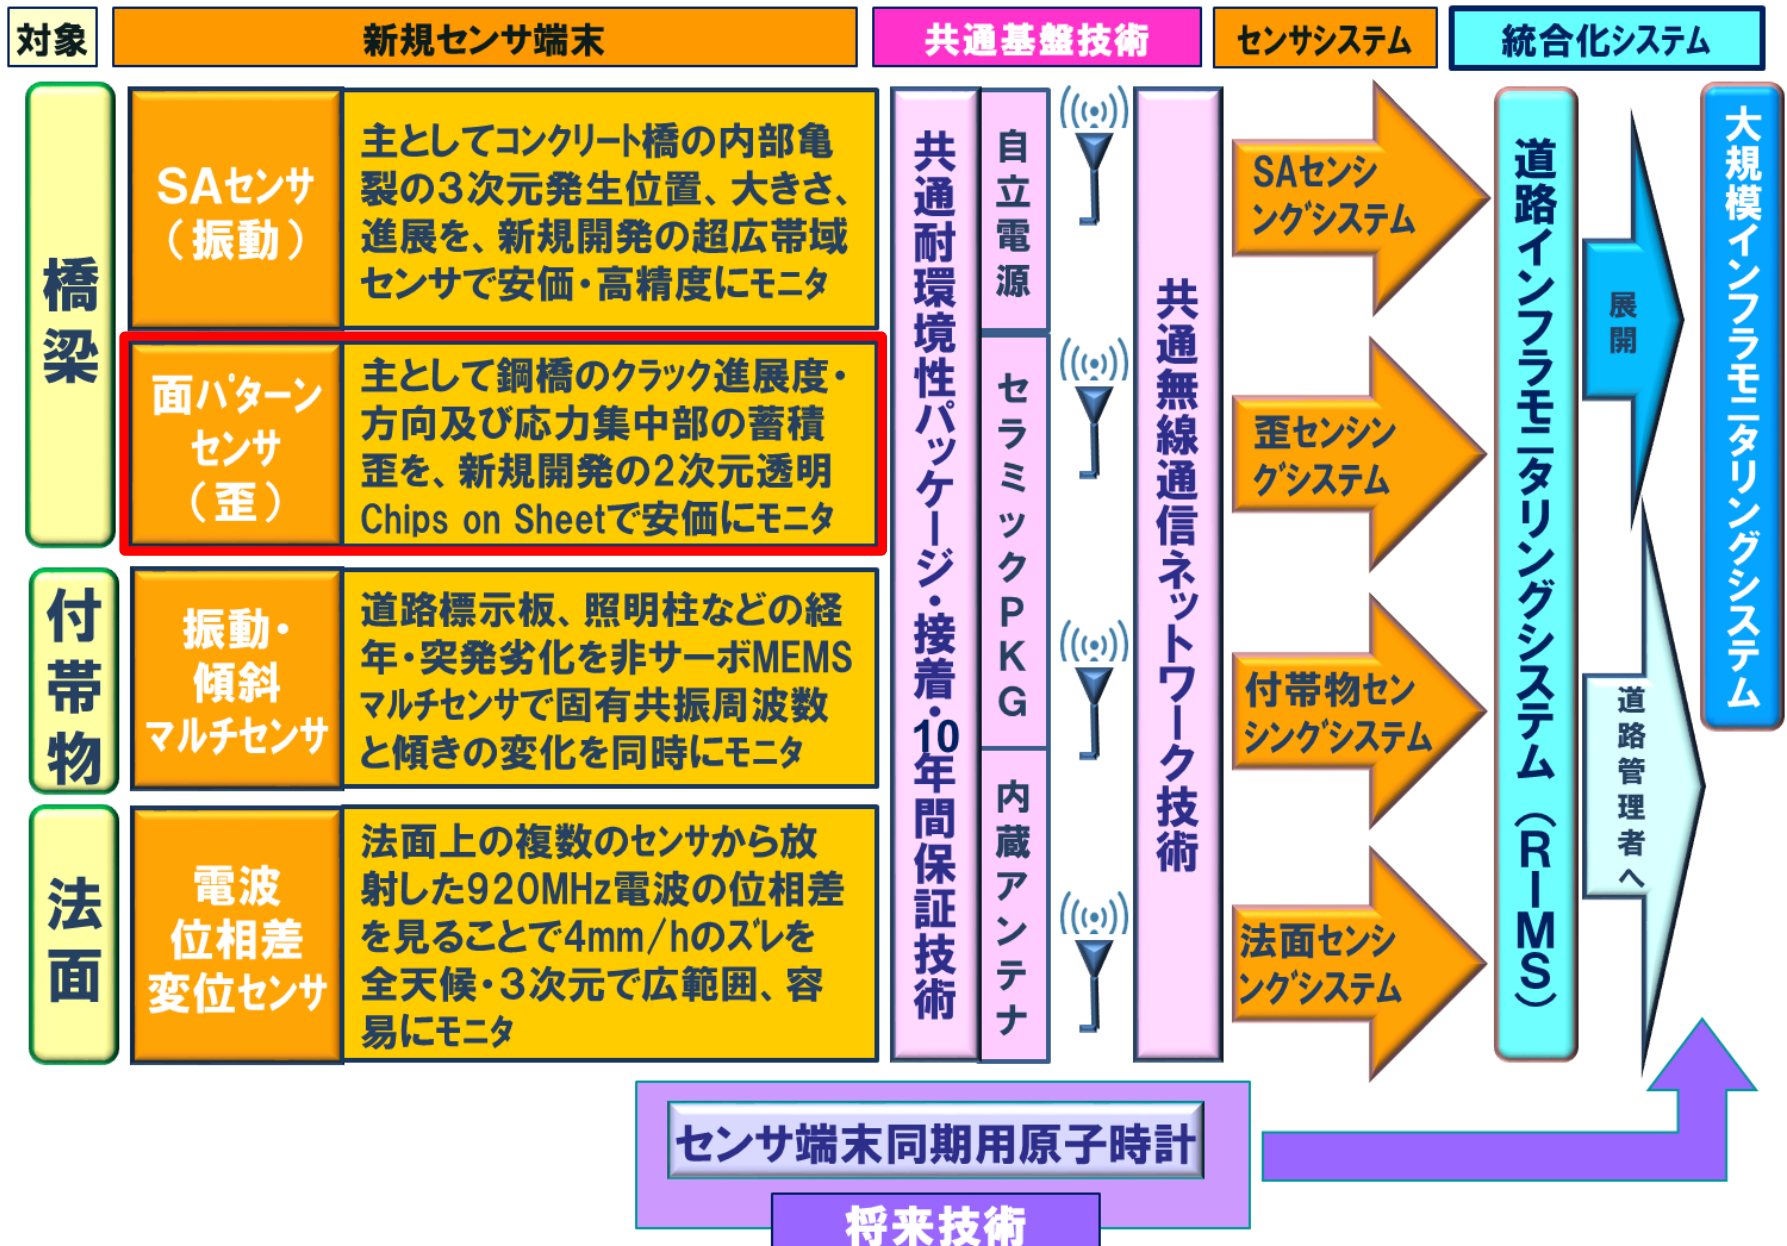 対象
新規センサ端末
共通基盤技術
センサシステム
統合化システム
橋梁
SAセンサ
（振動）
主としてコンクリート橋の内部亀
裂の3次元発生位置、大きさ、
進展を、新規開発の超広帯域
センサで安価・高精度にモニタ
面パターン
センサ
（歪）
主として鋼橋のクラック進展度・
方向及び応力集中部の蓄積
歪を、新規開発の2次元透明
Chips on Sheetで安価にモニタ
付帯物
振動・
傾斜
マルチセンサ
道路標示板、照明柱などの経
年・突発劣化を非サーボMEMS
マルチセンサで固有共振周波数
と傾きの変化を同時にモニタ
法面
電波
位相差
変位センサ
法面上の複数のセンサから放
射した920MHz電波の位相差
を見ることで4mm/hのズレを
全天候・3次元で広範囲、容
易にモニタ
共通耐環境性パッケージ・接着・10年間保証技術
自立電源
セラミックPKG
内蔵アンテナ
共通無線通信ネットワーク技術
SAセンシ
ングシステム
歪センシン
グシステム
付帯物セン
シングシステム
法面センシ
ングシステム
道路インフラモニタリングシステム（RIMS）
展開
道路管理者へ
大規模インフラモニタリングシステム
センサ端末同期用原子時計
将来技術